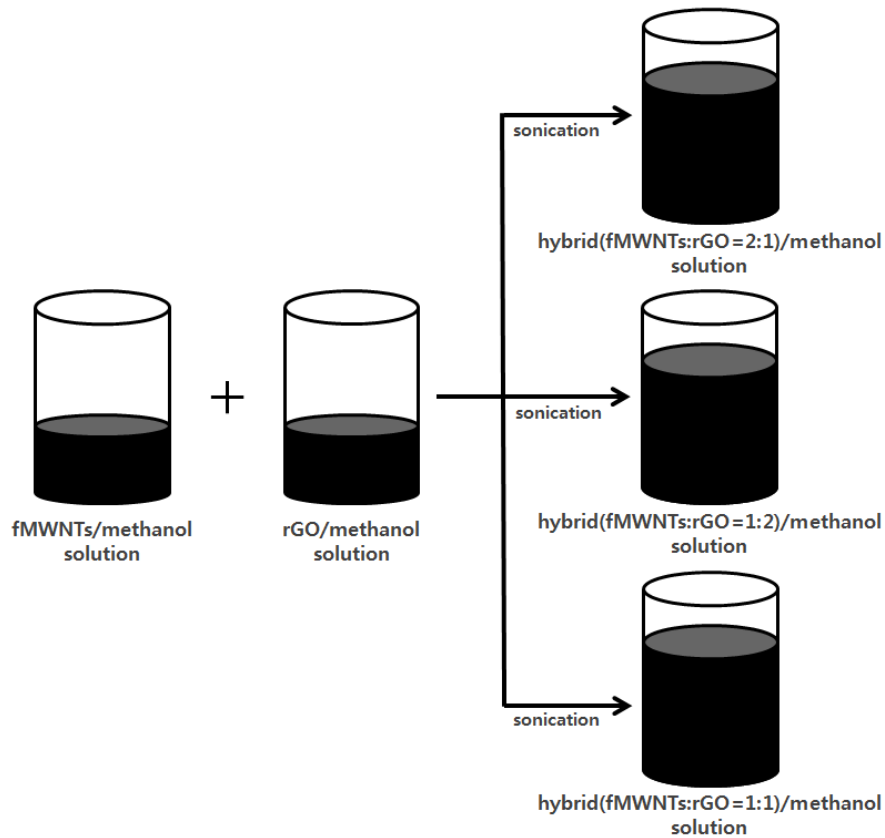 sonication
hybrid(fMWNTs:rGO=2:1)/methanol
solution
+
fMWNTs/methanol
solution
rGO/methanol
solution
sonication
hybrid(fMWNTs:rGO=1:2)/methanol
solution
sonication
hybrid(fMWNTs:rGO=1:1)/methanol
solution